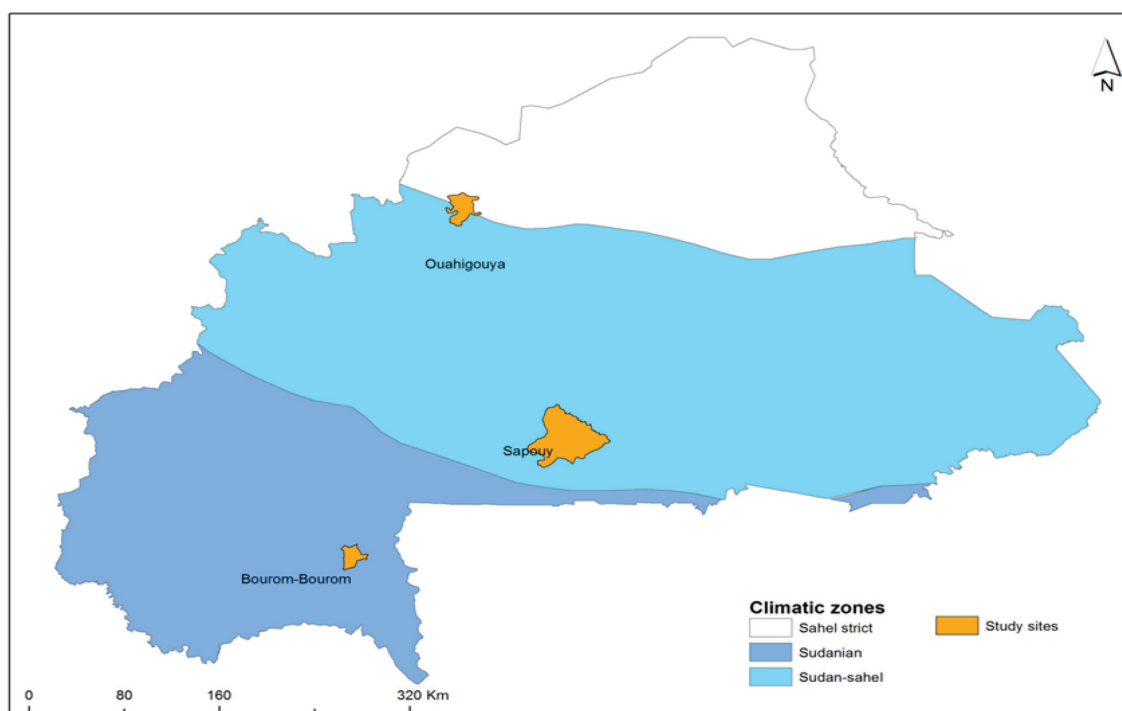 N
Ouahigouya
Sapouy
Bourom-Bourom
Climatic zones
Sahel strict
Sudanian
Sudan-sahel
Study sites
0 80 160 320 Km